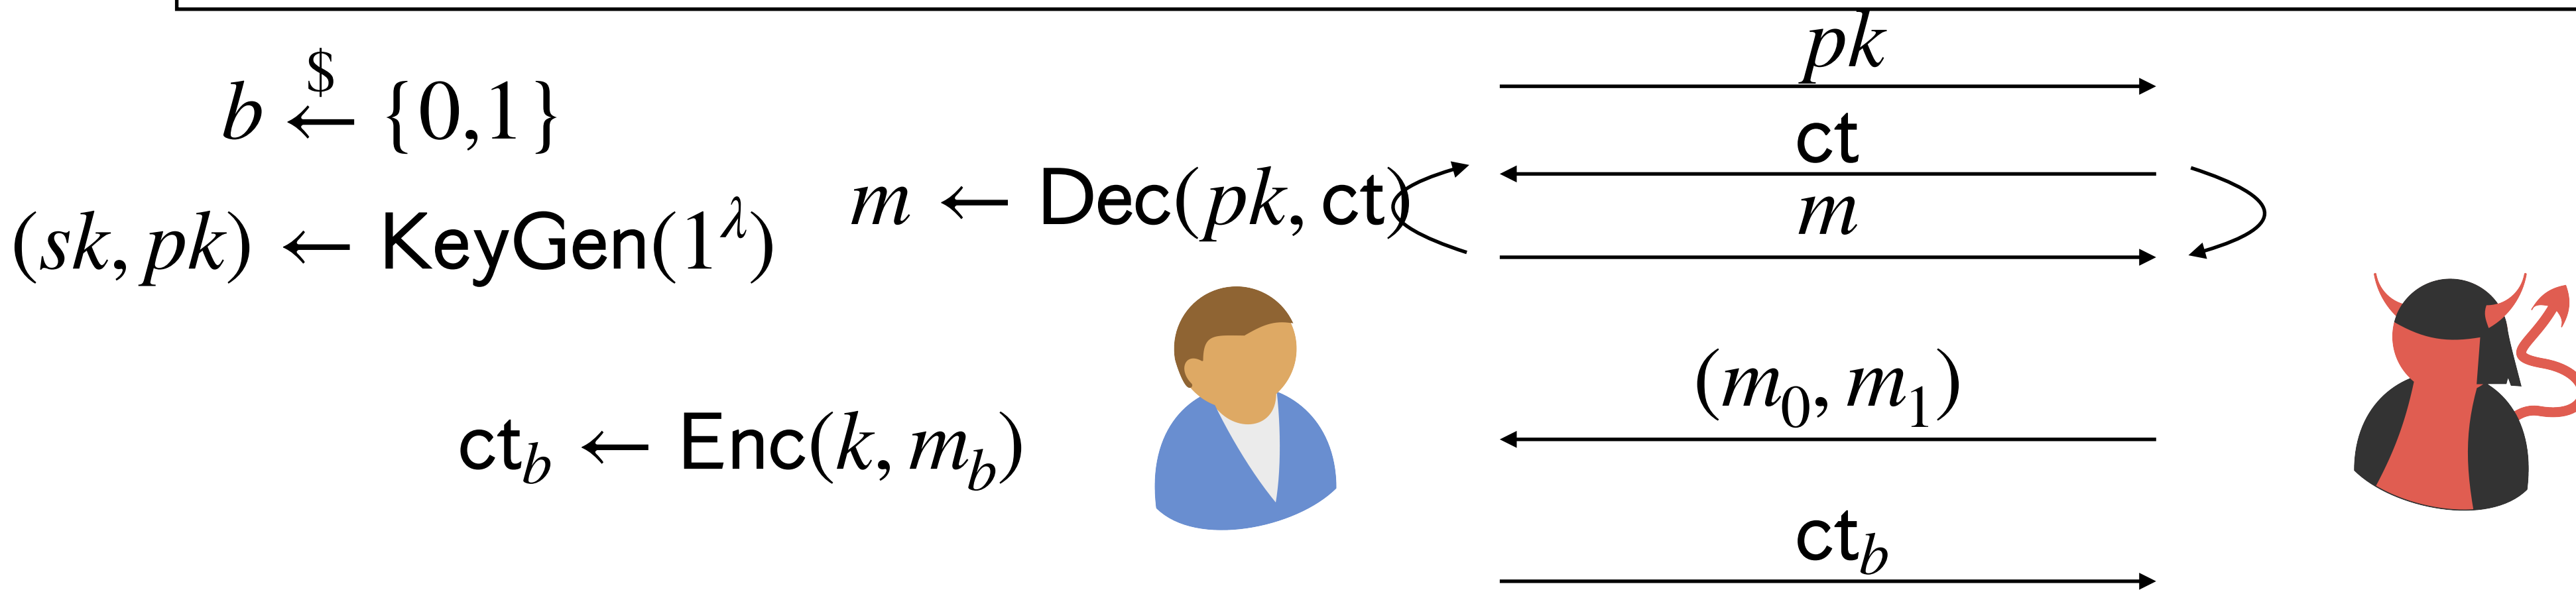 b ←$ {0,1}
(sk, pk) ← KeyGen(1^λ)
m ← Dec(pk, ct)
ct_b ← Enc(k, m_b)
pk
ct
m
(m_0, m_1)
ct_b